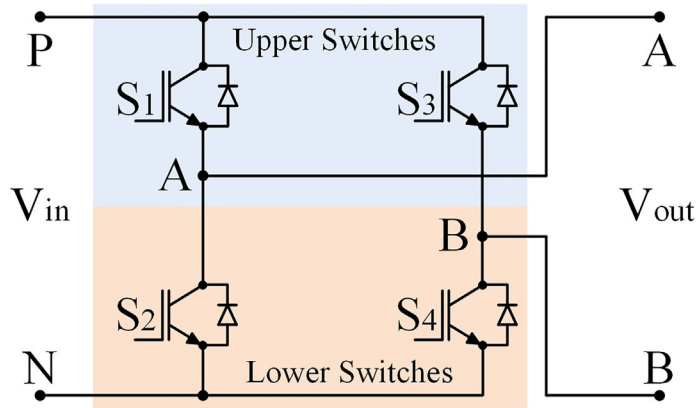 P
Upper Switches
A
S1
S3
A
Vin
Vout
B
S2
S4
N
Lower Switches
B